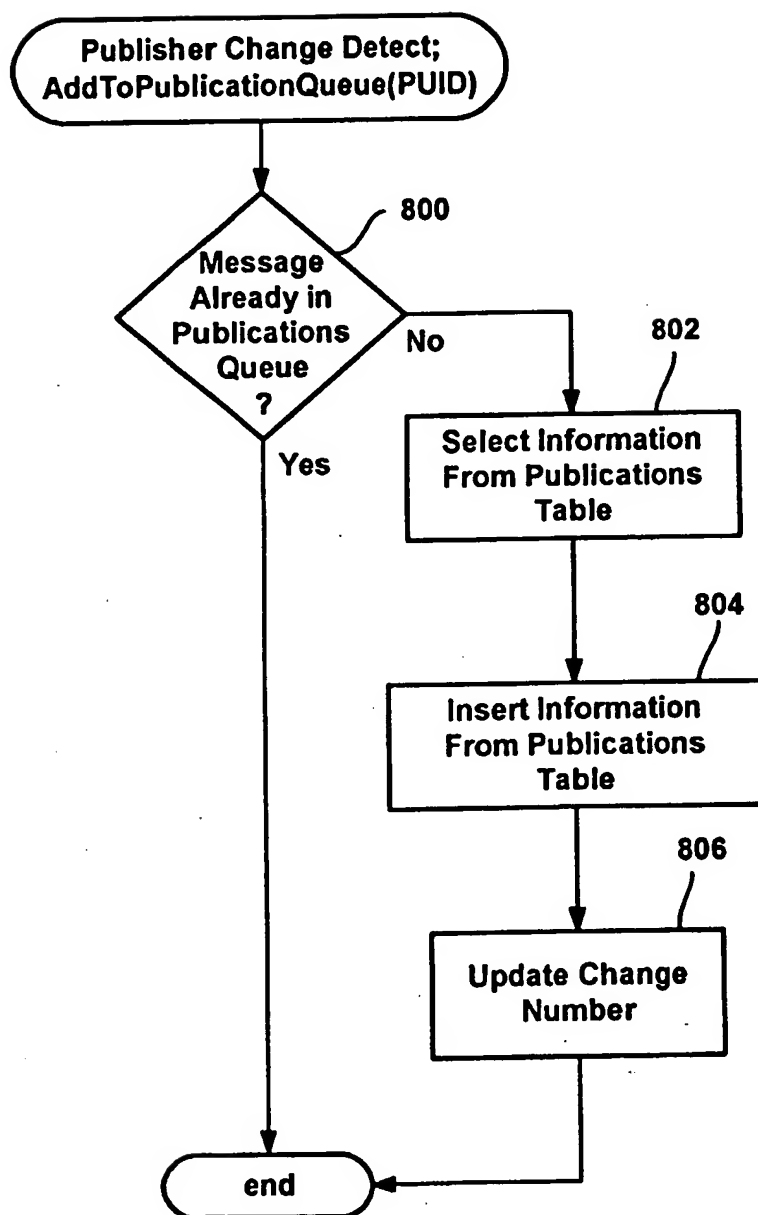 Publisher Change Detect;
AddToPublicationQueue(PUID)
800
Message
Already in
Publications
Queue
?
No
Yes
802
Select Information
From Publications
Table
804
Insert Information
From Publications
Table
806
Update Change
Number
end